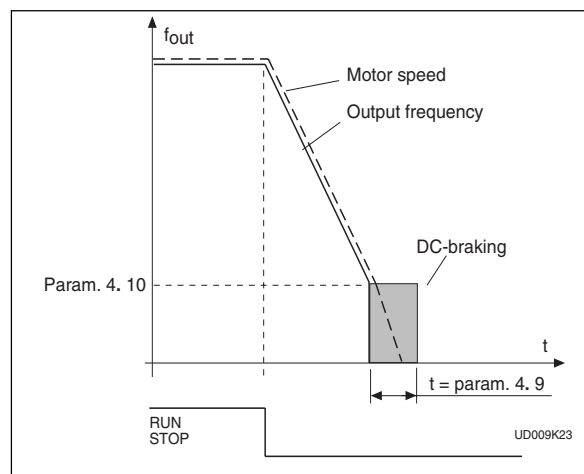 fout
Motor speed
Output frequency
DC-braking
Param. 4. 10
t
t = param. 4. 9
RUN
STOP
UD009K23